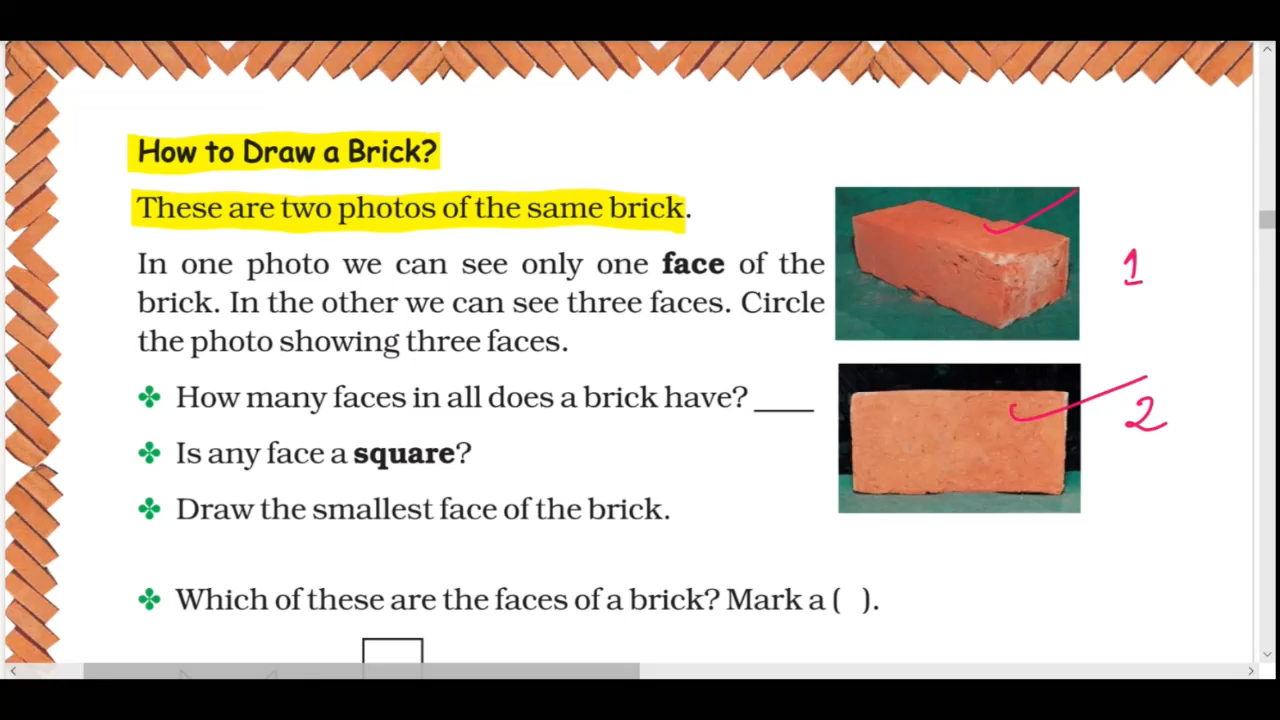 How to Draw a Brick?
These are two photos of the same brick.
In one photo we can see only one face of the
brick. In the other we can see three faces. Circle
the photo showing three faces.
1
How many faces in all does a brick have? ____
2
Is any face a square?
Draw the smallest face of the brick.
Which of these are the faces of a brick? Mark a ( ).